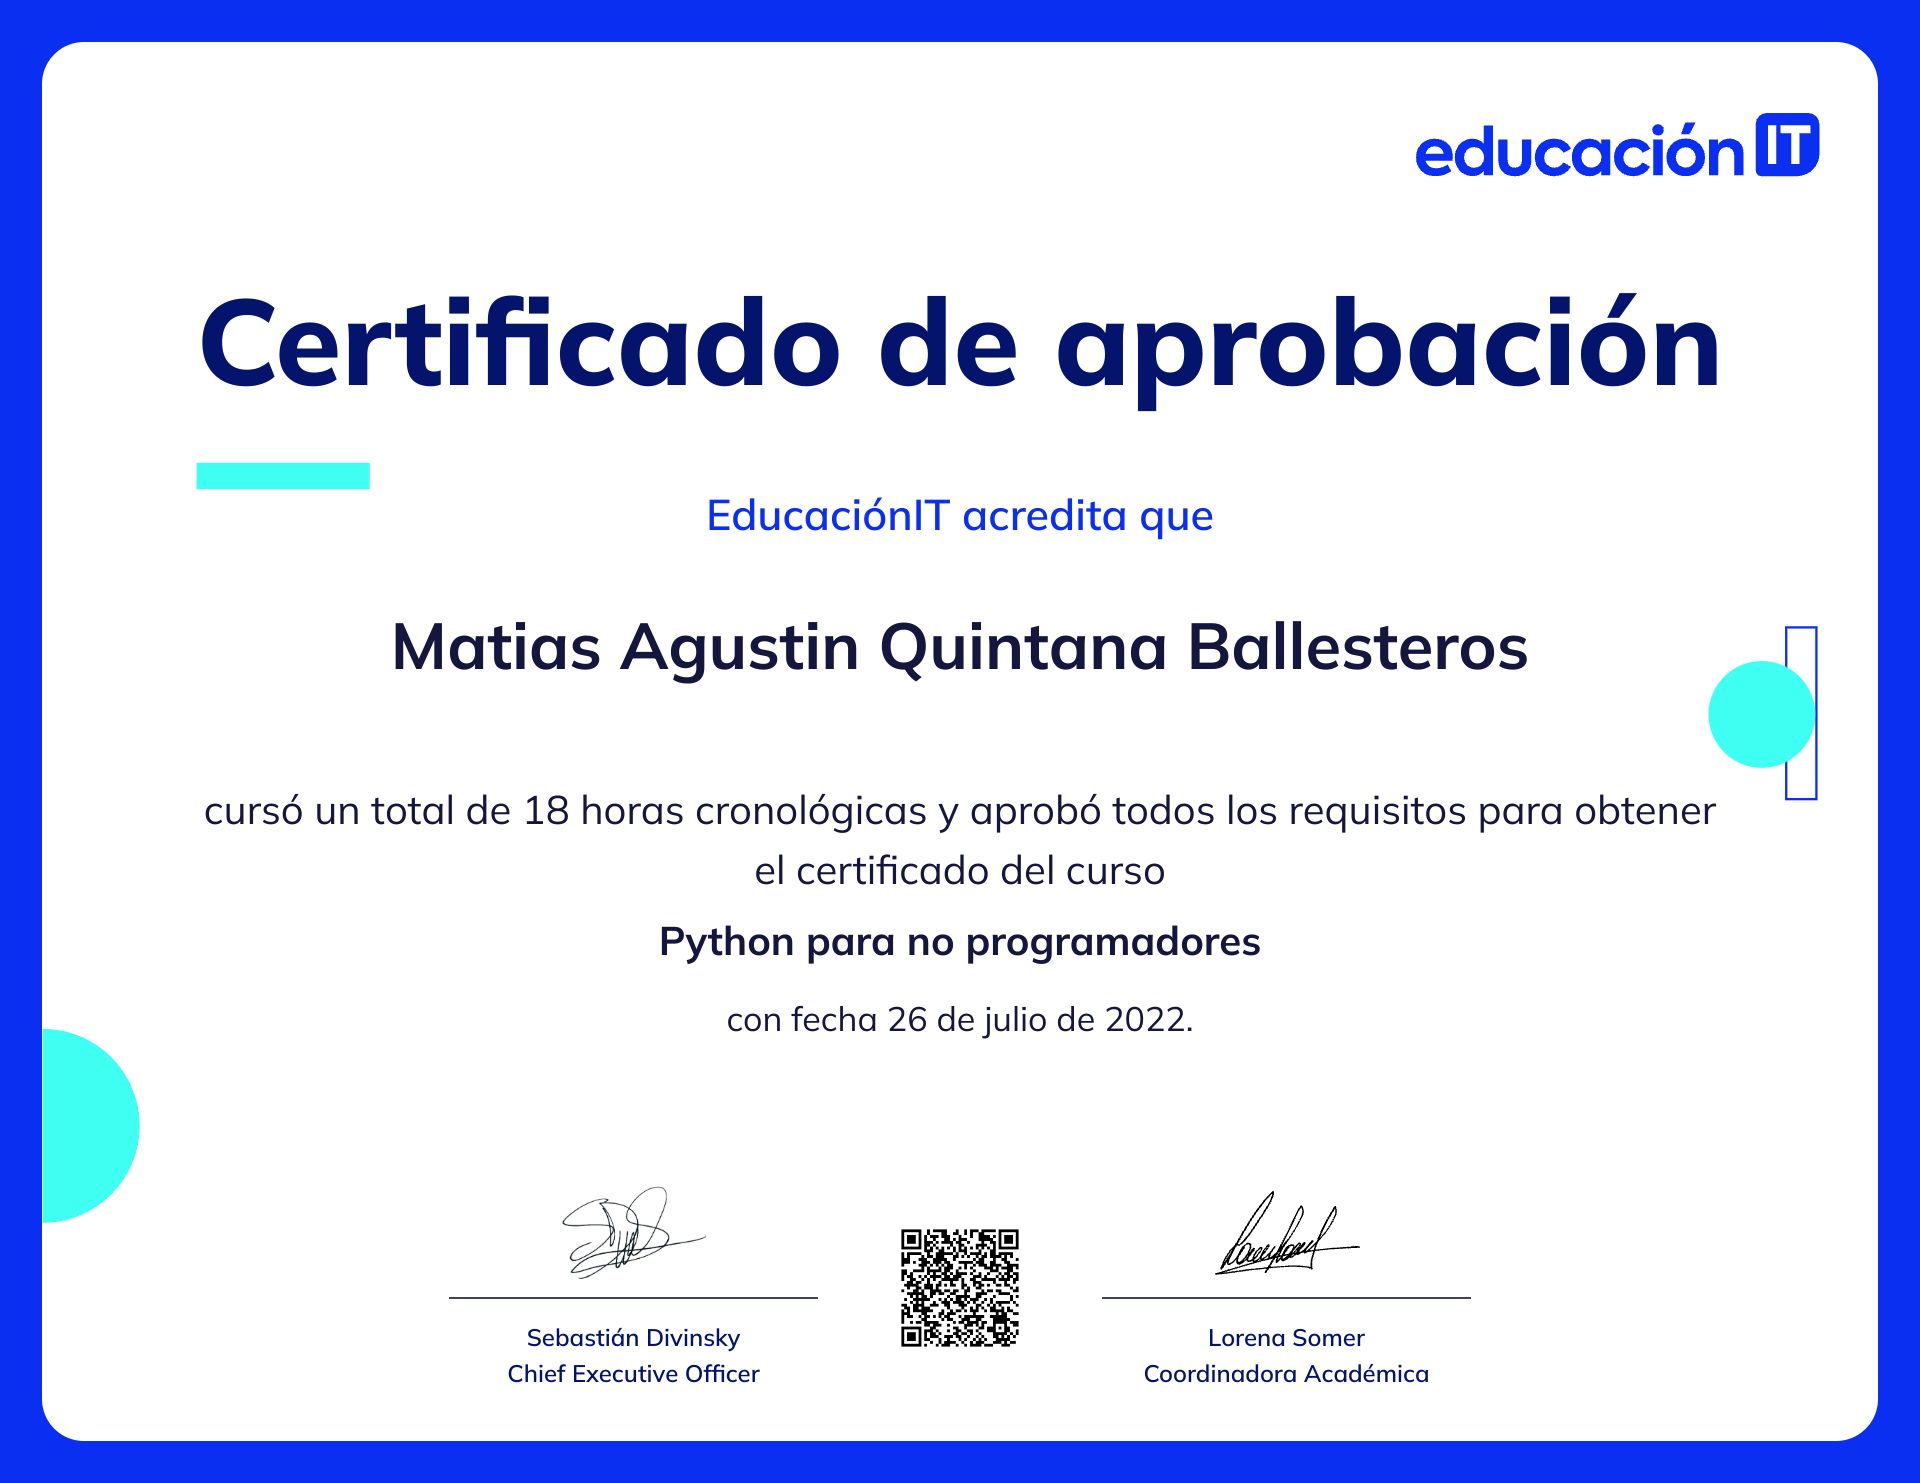 educación IT
Certificado de aprobación
EducaciónIT acredita que
Matias Agustin Quintana Ballesteros
cursó un total de 18 horas cronológicas y aprobó todos los requisitos para obtener
el certificado del curso
Python para no programadores
con fecha 26 de julio de 2022.
Sebastián Divinsky
Chief Executive Officer
Lorena Somer
Coordinadora Académica